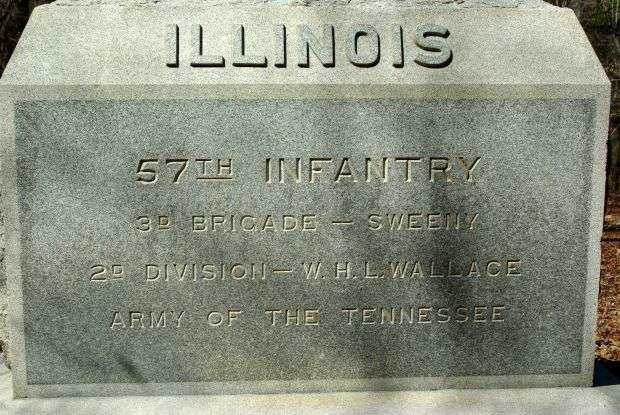 ILLINOIS
57TH INFANTRY
3D BRIGADE – SWEENY
2D DIVISION – W. H. L. WALLACE
ARMY OF THE TENNESSEE